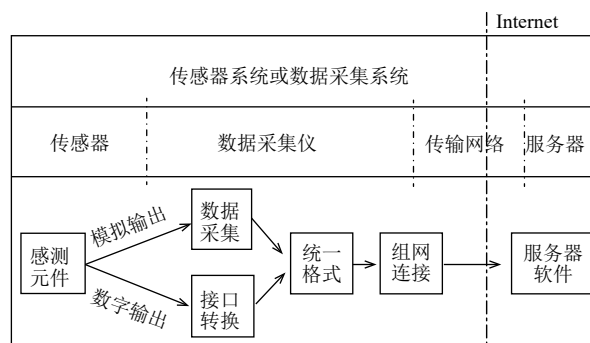 Internet
传感器系统或数据采集系统
传感器
数据采集仪
传输网络
服务器
感测
元件
模拟输出
数字输出
数据
采集
接口
转换
统一
格式
组网
连接
服务器
软件